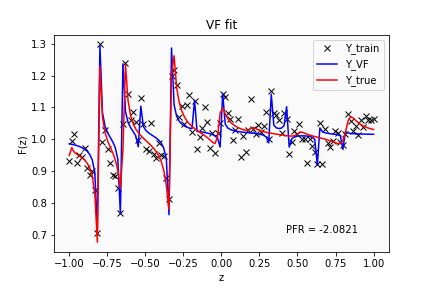 VF fit
1.3
1.2
1.1
1.0
0.9
0.8
0.7
F(z)
Y_train
Y_VF
Y_true
PFR = -2.0821
-1.00 -0.75 -0.50 -0.25 0.00 0.25 0.50 0.75 1.00
z